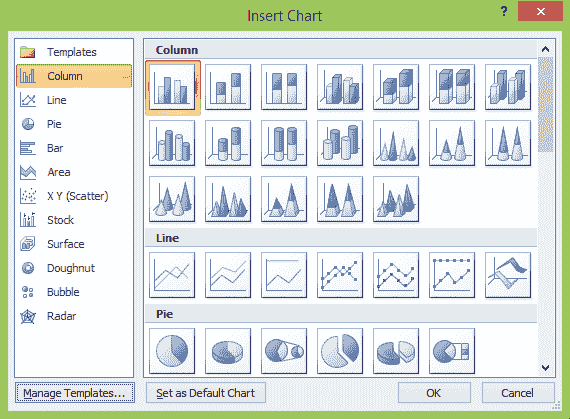 Insert Chart
?
Templates
Column
...
Line
Pie
Bar
Area
X Y (Scatter)
Stock
Surface
Doughnut
Bubble
Radar
Column
Line
Pie
Manage Templates...
Set as Default Chart
OK
Cancel